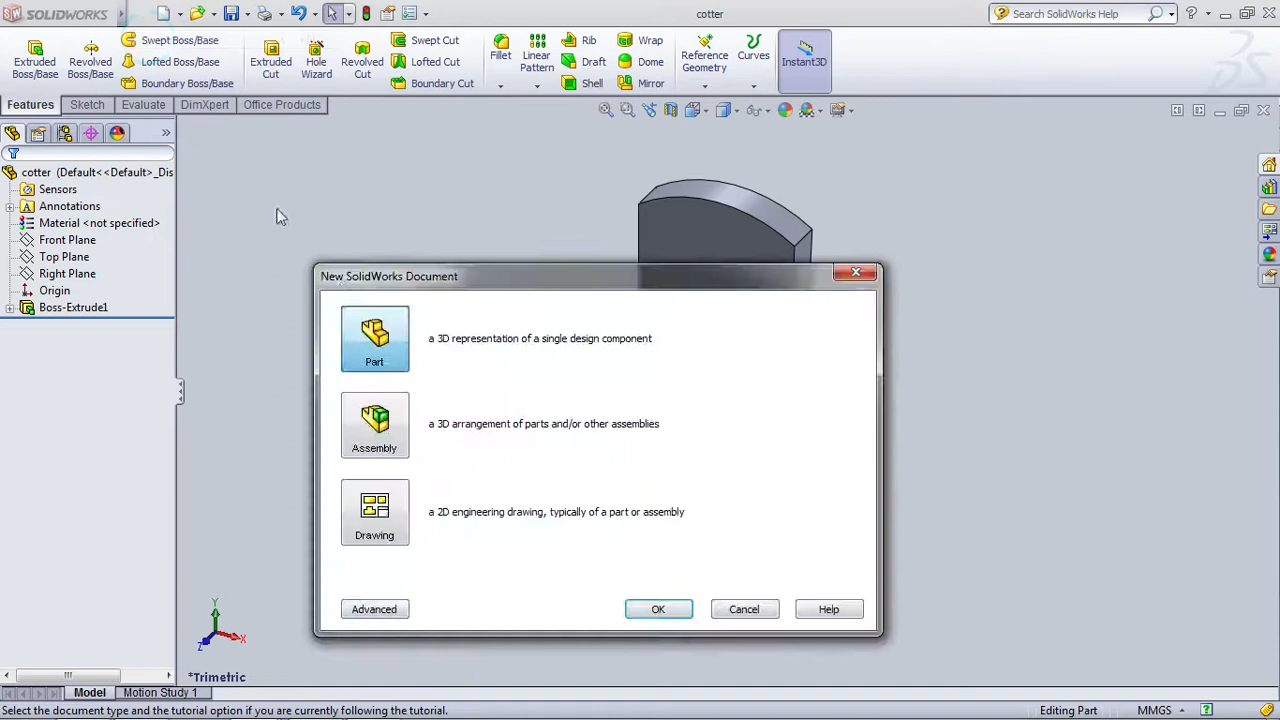 SOLIDWORKS
cotter
Search SolidWorks Help
Extruded Boss/Base
Revolved Boss/Base
Swept Boss/Base
Lofted Boss/Base
Boundary Boss/Base
Extruded Cut
Hole Wizard
Revolved Cut
Swept Cut
Lofted Cut
Boundary Cut
Fillet
Linear Pattern
Rib
Draft
Shell
Wrap
Dome
Mirror
Reference Geometry
Curves
Instant3D
Features
Sketch
Evaluate
DimXpert
Office Products
cotter (Default<<Default>_Dis
Sensors
Annotations
Material <not specified>
Front Plane
Top Plane
Right Plane
Origin
Boss-Extrude1
New SolidWorks Document
Part
a 3D representation of a single design component
Assembly
a 3D arrangement of parts and/or other assemblies
Drawing
a 2D engineering drawing, typically of a part or assembly
Advanced
OK
Cancel
Help
Y
X
Z
*Trimetric
Model
Motion Study 1
Select the document type and the tutorial option if you are currently following the tutorial.
Editing Part
MMGS